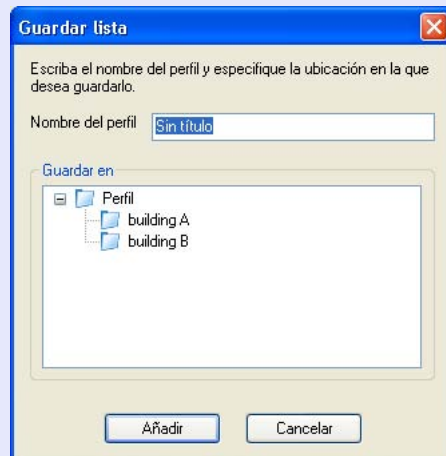 Guardar lista
Escriba el nombre del perfil y especifique la ubicación en la que
desea guardarlo.
Nombre del perfil Sin título
Guardar en
Perfil
building A
building B
Añadir Cancelar